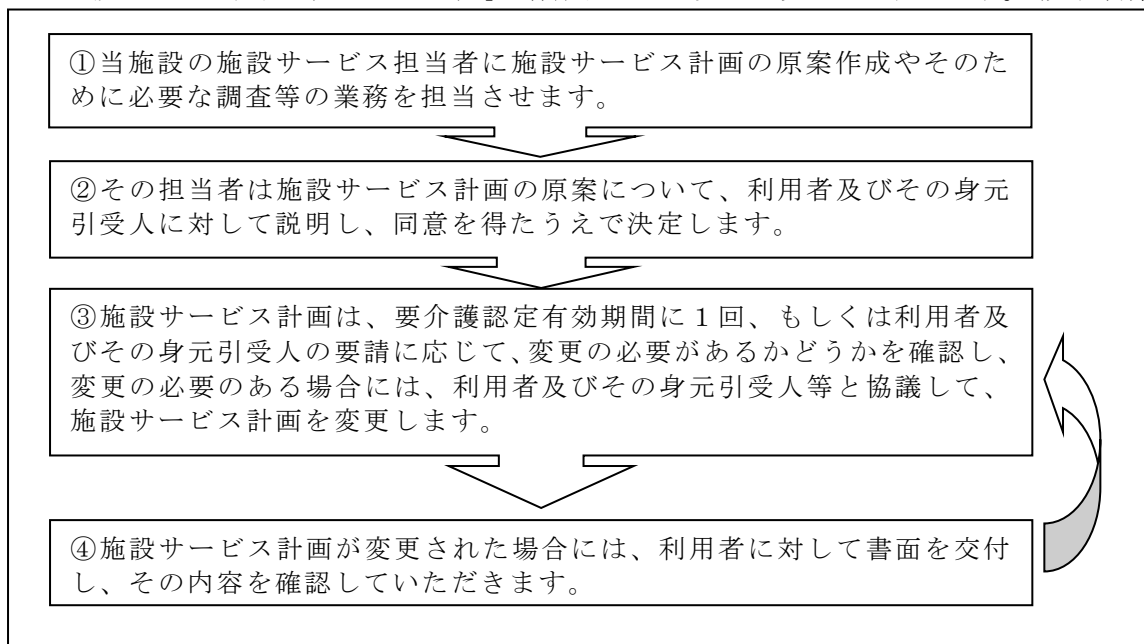 ①当施設の施設サービス担当者に施設サービス計画の原案作成やそのた
めに必要な調査等の業務を担当させます。
②その担当者は施設サービス計画の原案について、利用者及びその身元
引受人に対して説明し、同意を得たうえで決定します。
③施設サービス計画は、要介護認定有効期間に1回、もしくは利用者及
びその身元引受人の要請に応じて、変更の必要があるかどうかを確認し、
変更の必要のある場合には、利用者及びその身元引受人等と協議して、
施設サービス計画を変更します。
④施設サービス計画が変更された場合には、利用者に対して書面を交付
し、その内容を確認していただきます。